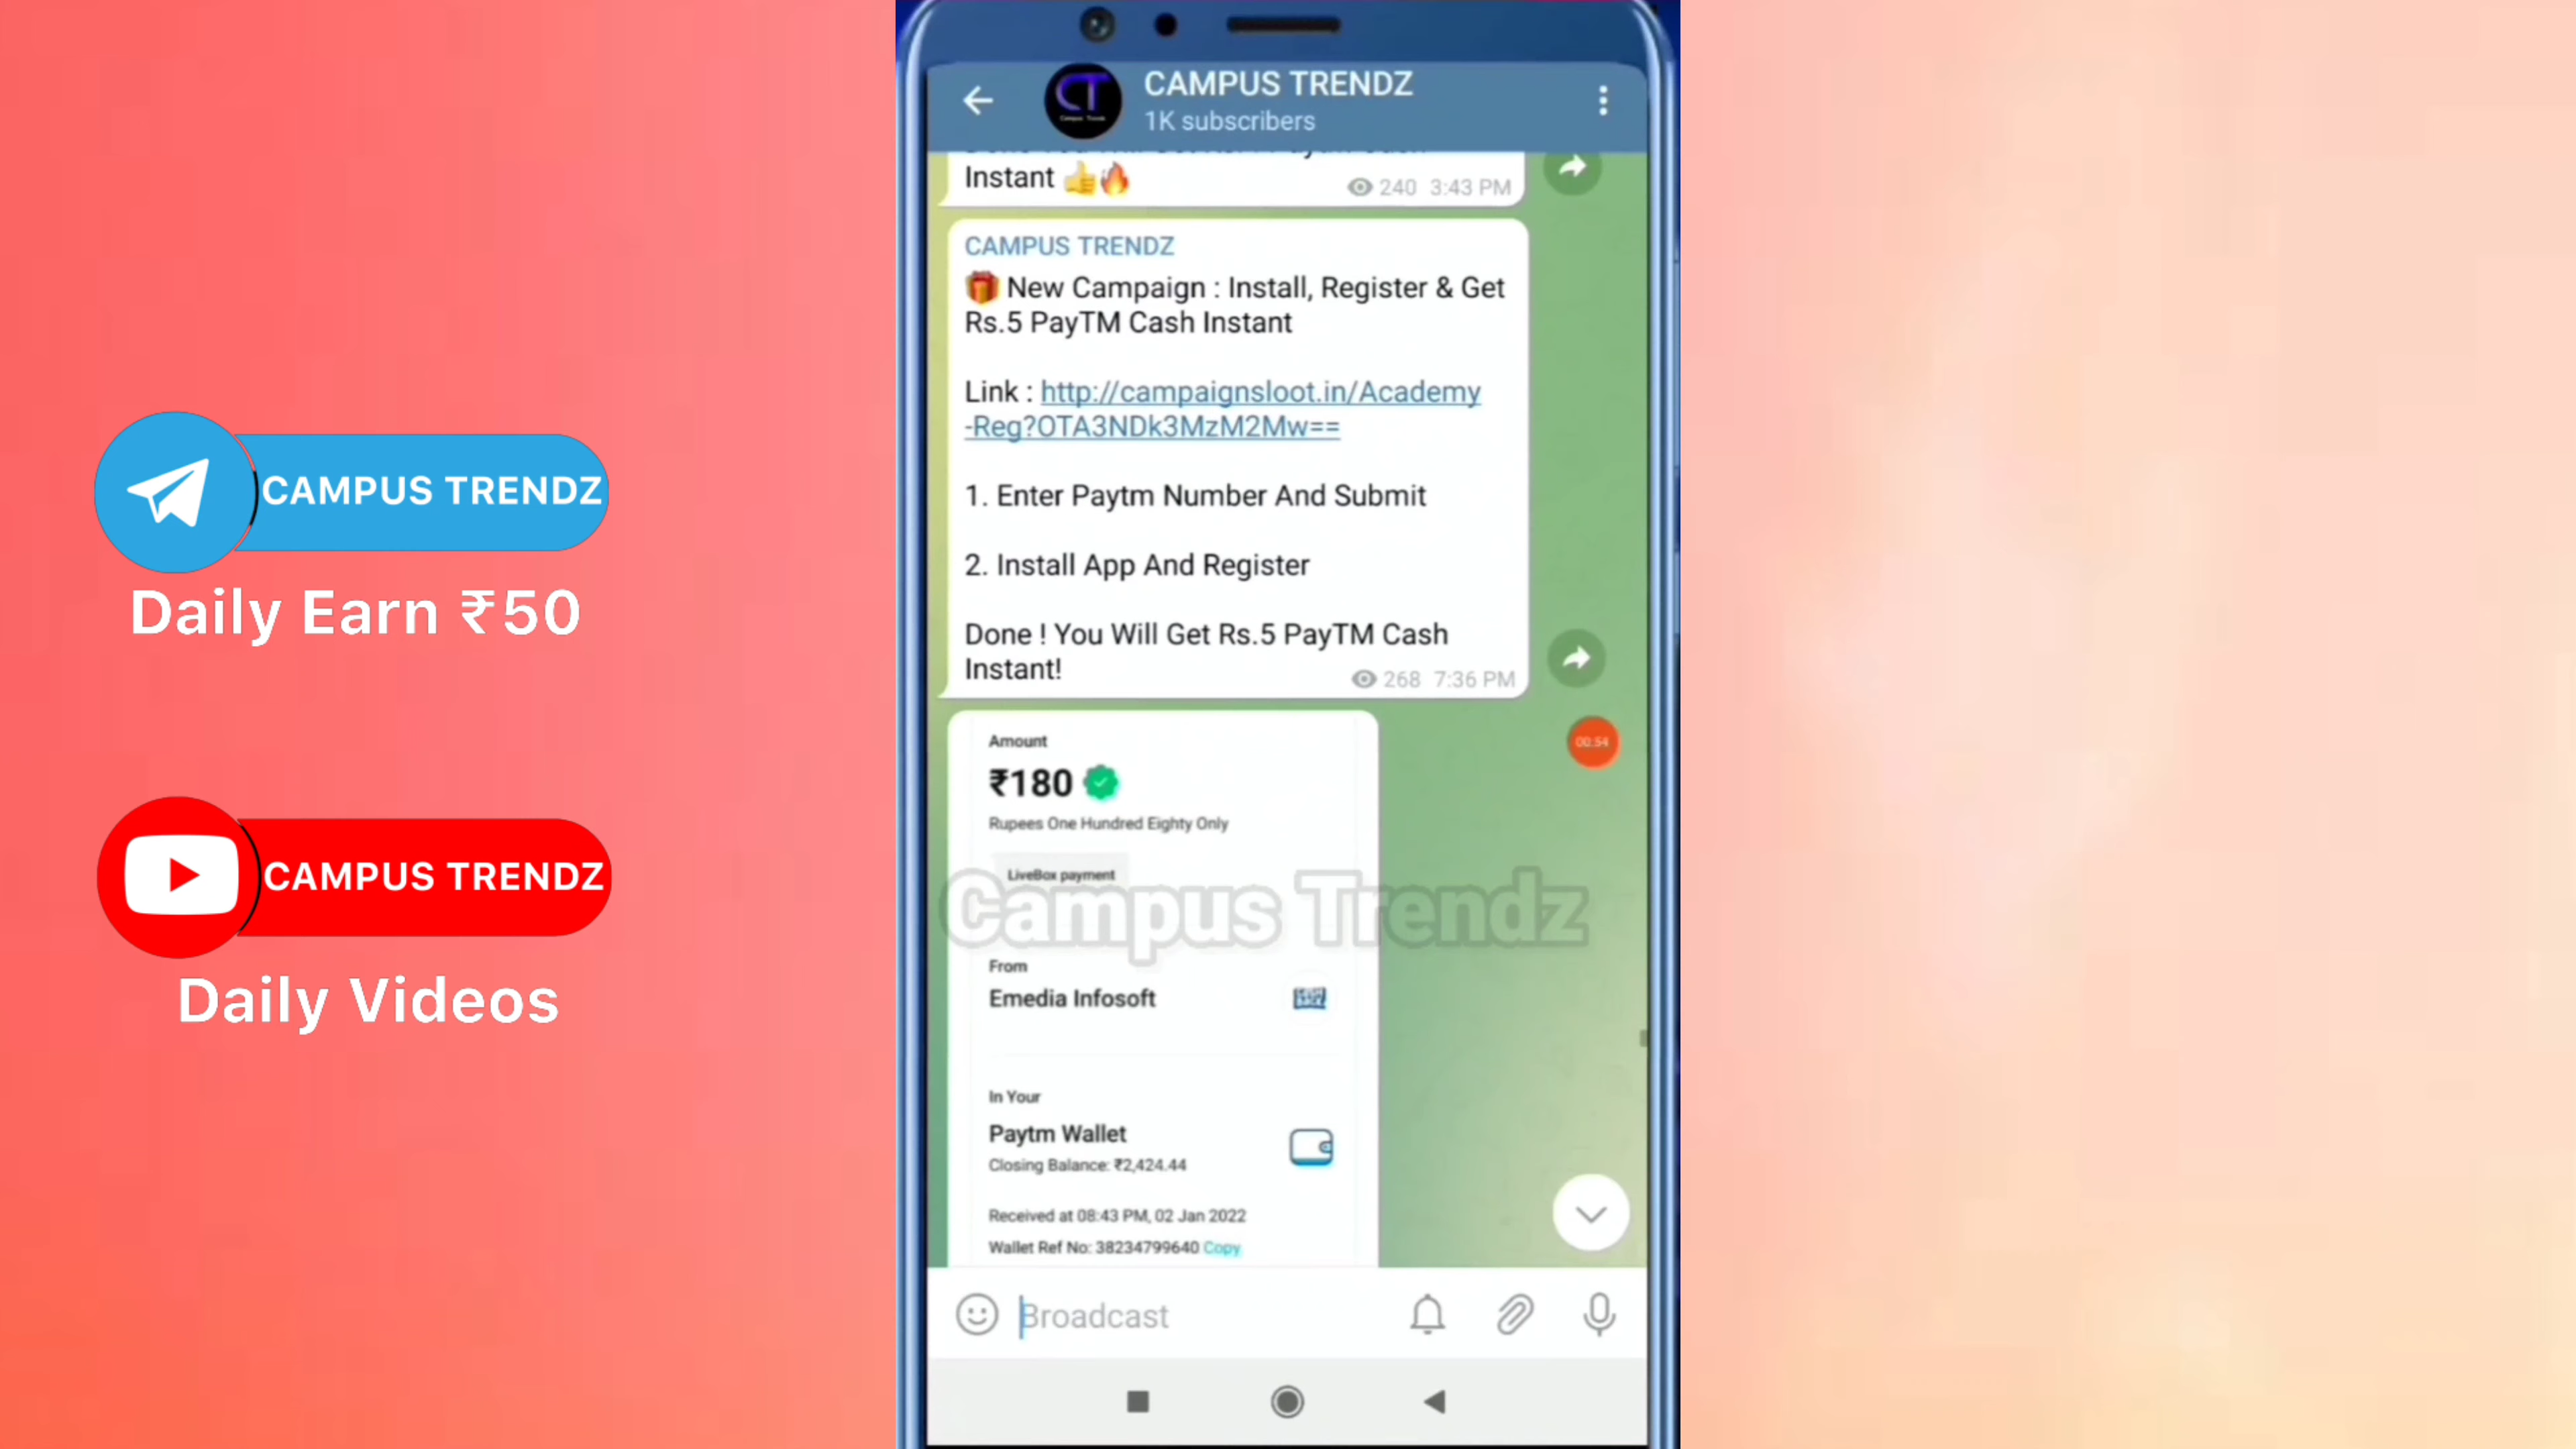 CAMPUS TRENDZ
Daily Earn ₹50
CAMPUS TRENDZ
Daily Videos
CAMPUS TRENDZ
1K subscribers
Instant 👍🔥
240 3:43 PM
CAMPUS TRENDZ
🎁 New Campaign : Install, Register & Get
Rs.5 PayTM Cash Instant
Link : http://campaignsloot.in/Academy
-Reg?OTA3NDk3MzM2Mw==
1. Enter Paytm Number And Submit
2. Install App And Register
Done ! You Will Get Rs.5 PayTM Cash
Instant!
268 7:36 PM
00:54
Amount
₹180
Rupees One Hundred Eighty Only
LiveBox payment
Campus Trendz
From
Emedia Infosoft
In Your
Paytm Wallet
Closing Balance: ₹2,424.44
Received at 08:43 PM, 02 Jan 2022
Wallet Ref No: 38234799640 Copy
Broadcast